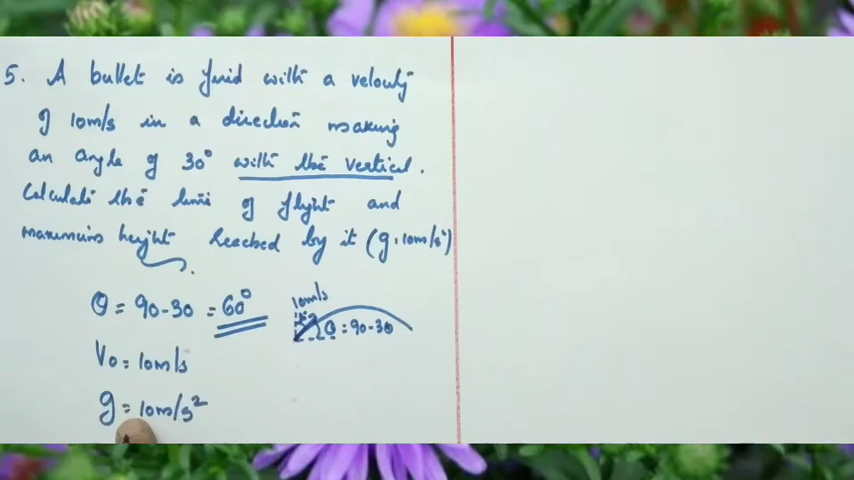 5. A bullet is fired with a velocity
of 10m/s in a direction making
an angle of 30° with the vertical.
Calculate the time of flight and
maximum height reached by it (g = 10m/s²)
θ = 90-30 = 60°
10m/s
30°
θ = 90-30
V0 = 10m/s
g = 10m/s²